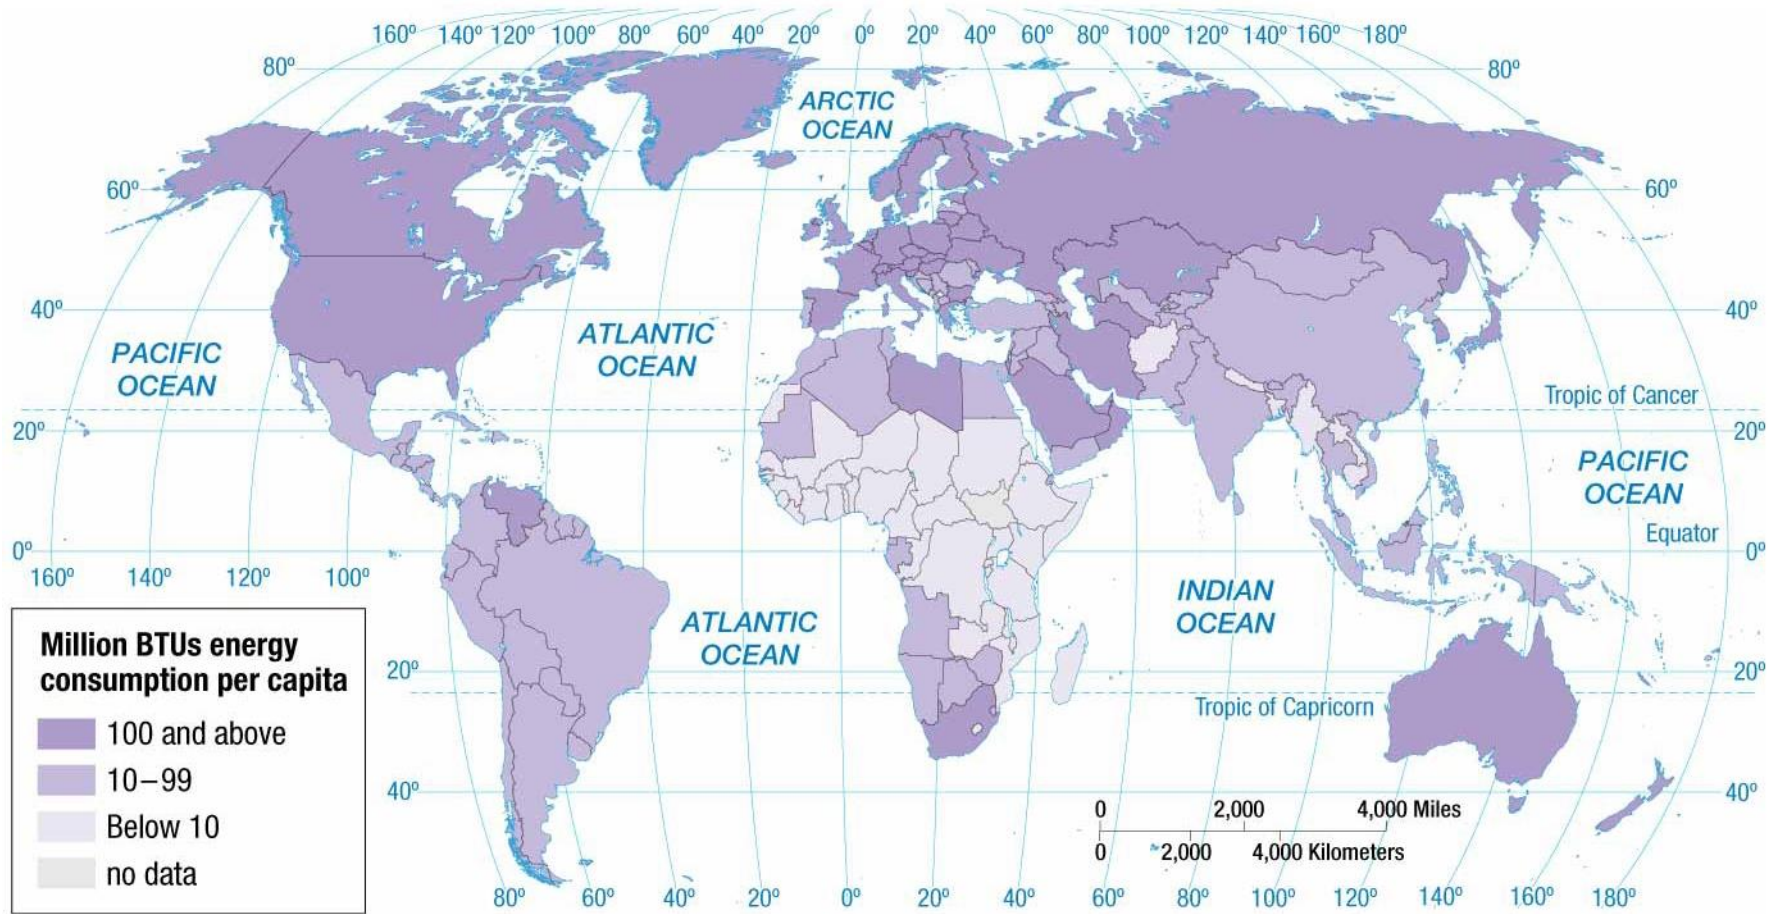 160º 140º 120º 100º 80º 60º 40º 20º 0º 20º 40º 60º 80º 100º 120º 140º 160º 180º
80º 80º
ARCTIC
OCEAN
60º 60º
40º 40º
ATLANTIC
OCEAN
PACIFIC
OCEAN
Tropic of Cancer
20º 20º
PACIFIC
OCEAN
Equator
0º 0º
160º 140º 120º 100º
INDIAN
OCEAN
ATLANTIC
OCEAN
20º 20º
Tropic of Capricorn
40º 40º
Million BTUs energy
consumption per capita
100 and above
10–99
Below 10
no data
0 2,000 4,000 Miles
0 2,000 4,000 Kilometers
80º 60º 40º 20º 0º 20º 40º 60º 80º 100º 120º 140º 160º 180º